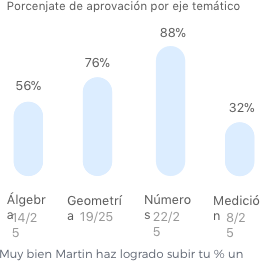 Porcenjate de aprovación por eje temático
88%
76%
56%
32%
Álgebr
a
14/2
5
Geometrí
a
19/25
Número
s
22/2
5
Medició
n
8/2
5
Muy bien Martin haz logrado subir tu % un